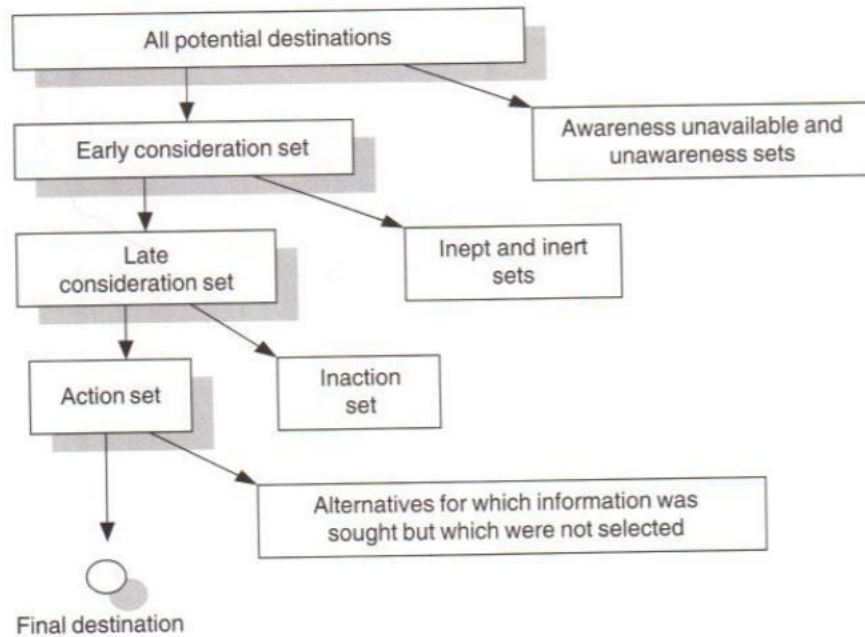 All potential destinations
Awareness unavailable and
unawareness sets
Early consideration set
Inept and inert
sets
Late
consideration set
Inaction
set
Action set
Alternatives for which information was
sought but which were not selected
Final destination